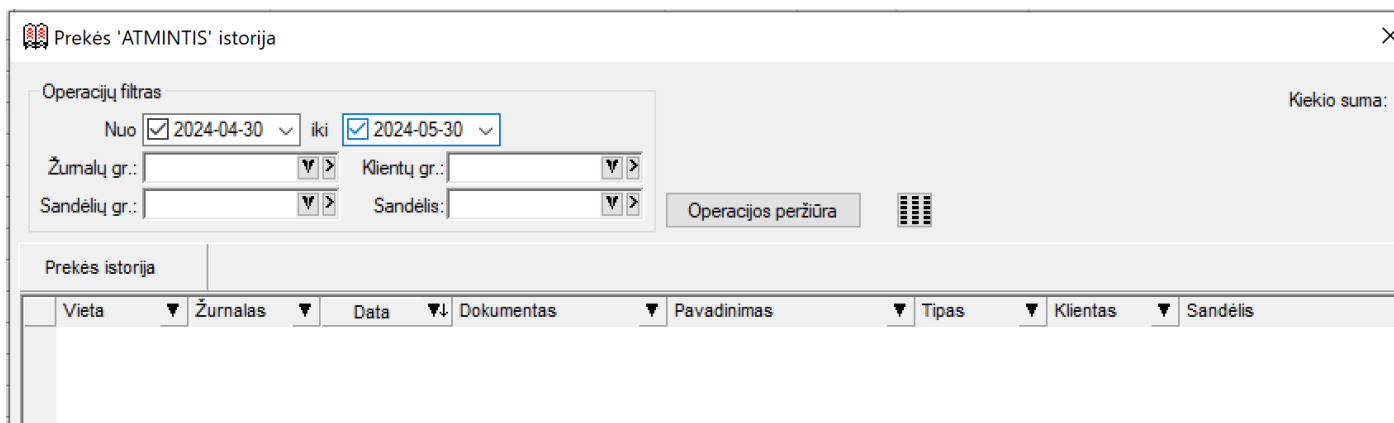 Prekės 'ATMINTIS' istorija
Operacijų filtras
Kiekio suma:
Nuo 2024-04-30 iki 2024-05-30
Žurnalų gr.: Klientų gr.:
Sandėlių gr.: Sandėlis:
Operacijos peržiūra
Prekės istorija
Vieta Žurnalas Data Dokumentas Pavadinimas Tipas Klientas Sandėlis